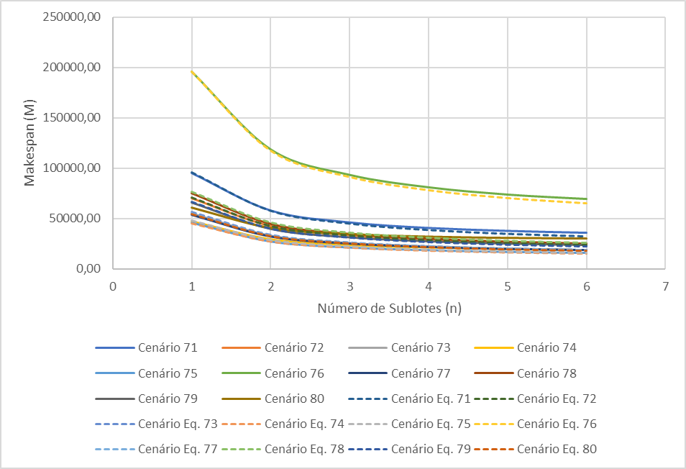 250000,00
200000,00
150000,00
100000,00
50000,00
0,00
Makespan (M)
0 1 2 3 4 5 6 7
Número de Sublotes (n)
Cenário 71 Cenário 72 Cenário 73 Cenário 74
Cenário 75 Cenário 76 Cenário 77 Cenário 78
Cenário 79 Cenário 80 Cenário Eq. 71 Cenário Eq. 72
Cenário Eq. 73 Cenário Eq. 74 Cenário Eq. 75 Cenário Eq. 76
Cenário Eq. 77 Cenário Eq. 78 Cenário Eq. 79 Cenário Eq. 80